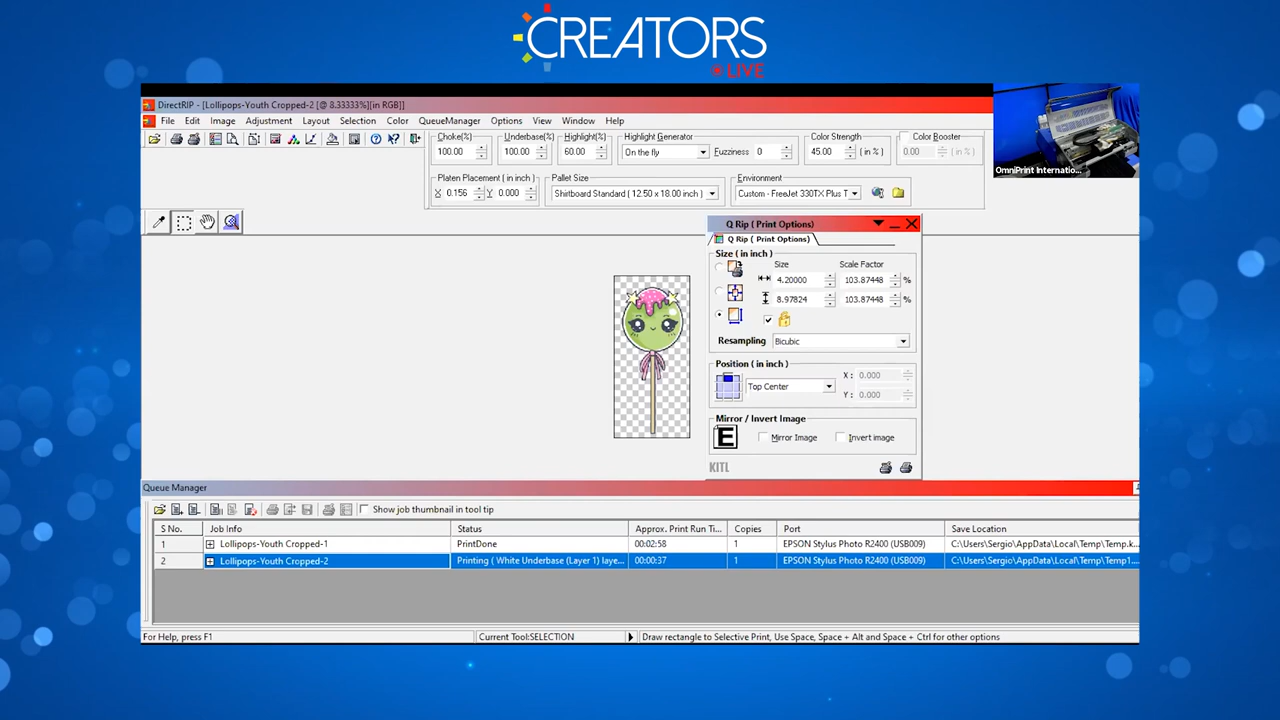 CREATORS
LIVE
DirectRIP - [Lollipops-Youth Cropped-2 [@ 8.33333%][in RGB]]
File Edit Image Adjustment Layout Selection Color QueueManager Options View Window Help
OmniPrint Internatio...
Choke(%) Underbase(%) Highlight(%) Highlight Generator Color Strength Color Booster
100.00 100.00 60.00 On the fly Fuzziness 0 45.00 ( in % ) 0.00 ( in % )
Platen Placement ( in inch ) Pallet Size Environment
X 0.156 Y 0.000 Shirtboard Standard ( 12.50 x 18.00 inch ) Custom - FreeJet 330TX Plus T
Q Rip ( Print Options)
Q Rip ( Print Options)
Size ( in inch )
Size Scale Factor
4.20000 103.87448 %
8.97824 103.87448 %
Resampling Bicubic
Position ( in inch )
Top Center X : 0.000
Y : 0.000
Mirror / Invert Image
E Mirror Image Invert image
KITL
Queue Manager
Show job thumbnail in tool tip
S No. Job Info Status Approx. Print Run Ti... Copies Port Save Location
1 Lollipops-Youth Cropped-1 PrintDone 00:02:58 1 EPSON Stylus Photo R2400 (USB009) C:\Users\Sergio\AppData\Local\Temp\Temp.k...
2 Lollipops-Youth Cropped-2 Printing ( White Underbase (Layer 1) laye... 00:00:37 1 EPSON Stylus Photo R2400 (USB009) C:\Users\Sergio\AppData\Local\Temp\Temp1....
For Help, press F1 Current Tool:SELECTION Draw rectangle to Selective Print, Use Space, Space + Alt and Space + Ctrl for other options